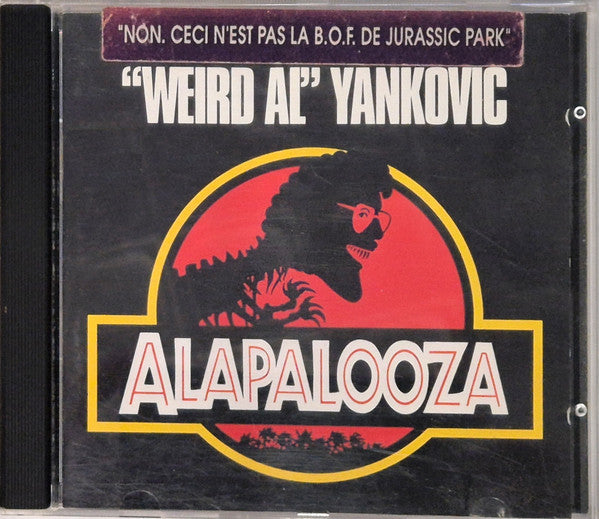 "NON. CECI N'EST PAS LA B.O.F. DE JURASSIC PARK"
“WEIRD AL” YANKOVIC
ALAPALOOZA